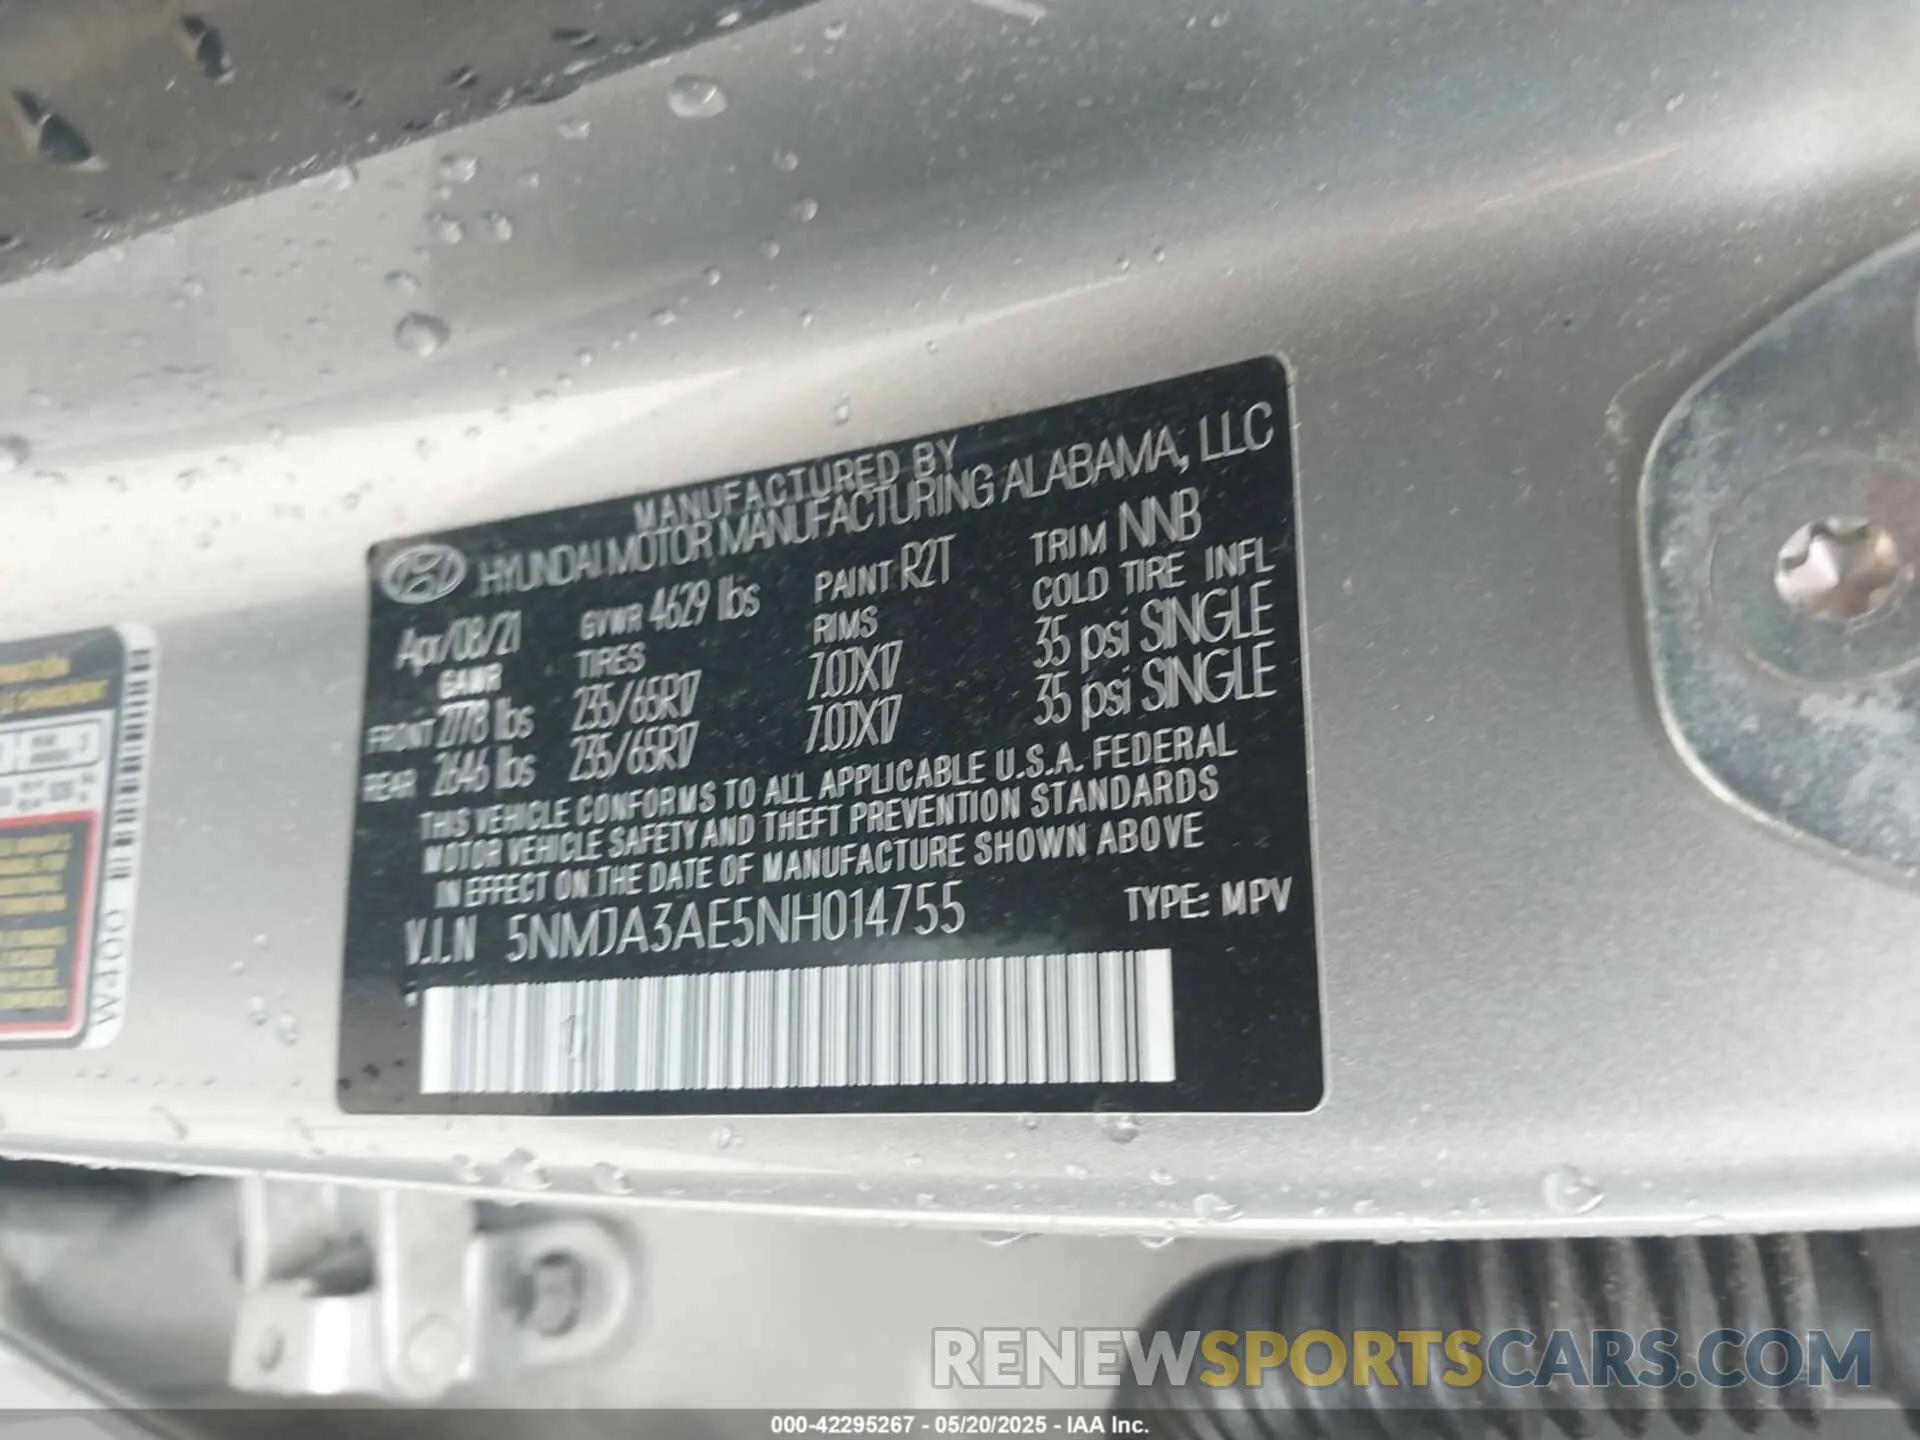 MANUFACTURED BY
HYUNDAI MOTOR MANUFACTURING ALABAMA, LLC
Apr/08/21 GVWR 4629 lbs PAINT R2T TRIM NNB
GAWR TIRES RIMS COLD TIRE INFL
FRONT 2778 lbs 235/65R17 7.0JX17 35 psi SINGLE
REAR 2646 lbs 235/65R17 7.0JX17 35 psi SINGLE
THIS VEHICLE CONFORMS TO ALL APPLICABLE U.S.A. FEDERAL
MOTOR VEHICLE SAFETY AND THEFT PREVENTION STANDARDS
IN EFFECT ON THE DATE OF MANUFACTURE SHOWN ABOVE
V.I.N 5NMJA3AE5NH014755 TYPE: MPV
W400
RENEWSPORTSCARS.COM
000-42295267 - 05/20/2025 - IAA Inc.